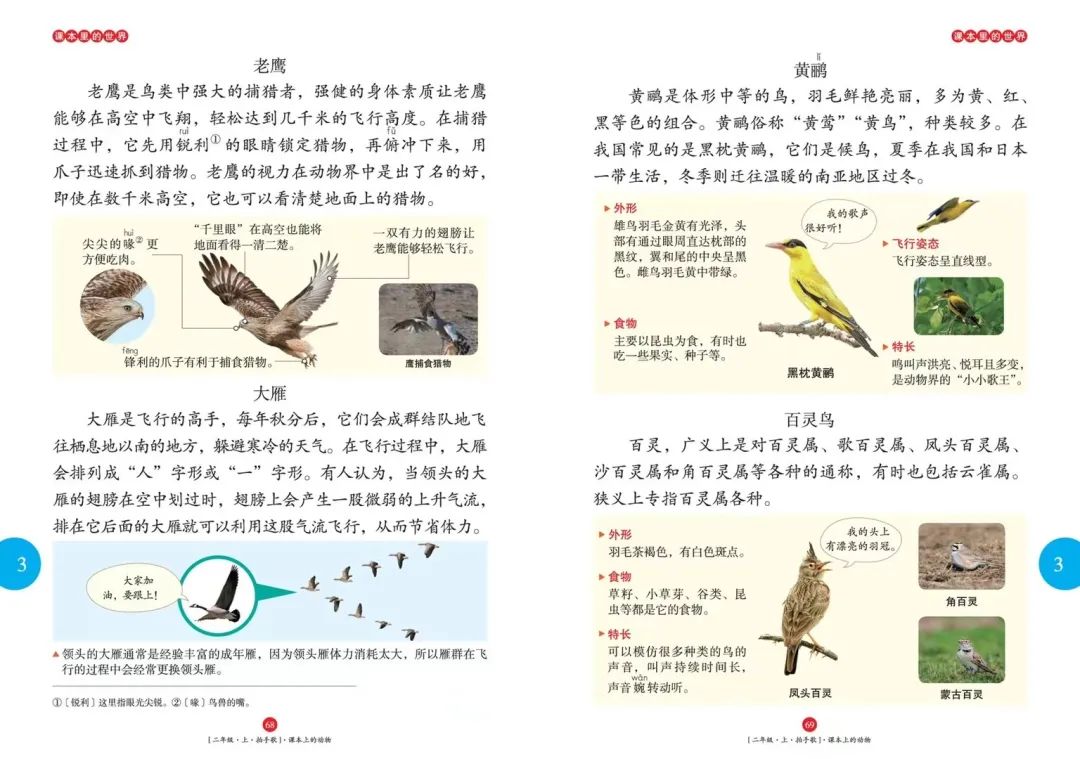 课本里的世界
老鹰
老鹰是鸟类中强大的捕猎者，强健的身体素质让老鹰
能够在高空中飞翔，轻松达到几千米的飞行高度。在捕猎
ruì
fǔ
过程中，它先用锐利①的眼睛锁定猎物，再俯冲下来，用
爪子迅速抓到猎物。老鹰的视力在动物界中是出了名的好，
即使在数千米高空，它也可以看清楚地面上的猎物。
huì
尖尖的喙②更
方便吃肉。
“千里眼”在高空也能将
地面看得一清二楚。
一双有力的翅膀让
老鹰能够轻松飞行。
fēng
锋利的爪子有利于捕食猎物。
鹰捕食猎物
大雁
大雁是飞行的高手，每年秋分后，它们会成群结队地飞
往栖息地以南的地方，躲避寒冷的天气。在飞行过程中，大雁
会排列成“人”字形或“一”字形。有人认为，当领头的大
雁的翅膀在空中划过时，翅膀上会产生一股微弱的上升气流，
排在它后面的大雁就可以利用这股气流飞行，从而节省体力。
大家加
油，要跟上！
领头的大雁通常是经验丰富的成年雁，因为领头雁体力消耗太大，所以雁群在飞
行的过程中会经常更换领头雁。
①〔锐利〕这里指眼光尖锐。②〔喙〕鸟兽的嘴。
68
[二年级·上·拍手歌]·课本上的动物
3
课本里的世界
lí
黄鹂
黄鹂是体形中等的鸟，羽毛鲜艳亮丽，多为黄、红、
黑等色的组合。黄鹂俗称“黄莺”“黄鸟”，种类较多。在
我国常见的是黑枕黄鹂，它们是候鸟，夏季在我国和日本
一带生活，冬季则迁往温暖的南亚地区过冬。
外形
雄鸟羽毛金黄有光泽，头
部有通过眼周直达枕部的
黑纹，翼和尾的中央呈黑
色。雌鸟羽毛黄中带绿。
食物
主要以昆虫为食，有时也
吃一些果实、种子等。
我的歌声
很好听！
黑枕黄鹂
飞行姿态
飞行姿态呈直线型。
特长
鸣叫声洪亮、悦耳且多变，
是动物界的“小小歌王”。
百灵鸟
百灵，广义上是对百灵属、歌百灵属、凤头百灵属、
沙百灵属和角百灵属等各种的通称，有时也包括云雀属。
狭义上专指百灵属各种。
外形
羽毛茶褐色，有白色斑点。
食物
草籽、小草芽、谷类、昆
虫等都是它的食物。
特长
可以模仿很多种类的鸟的
声音，叫声持续时间长，
wǎn
声音婉转动听。
我的头上
有漂亮的羽冠。
凤头百灵
角百灵
蒙古百灵
69
[二年级·上·拍手歌]·课本上的动物
3